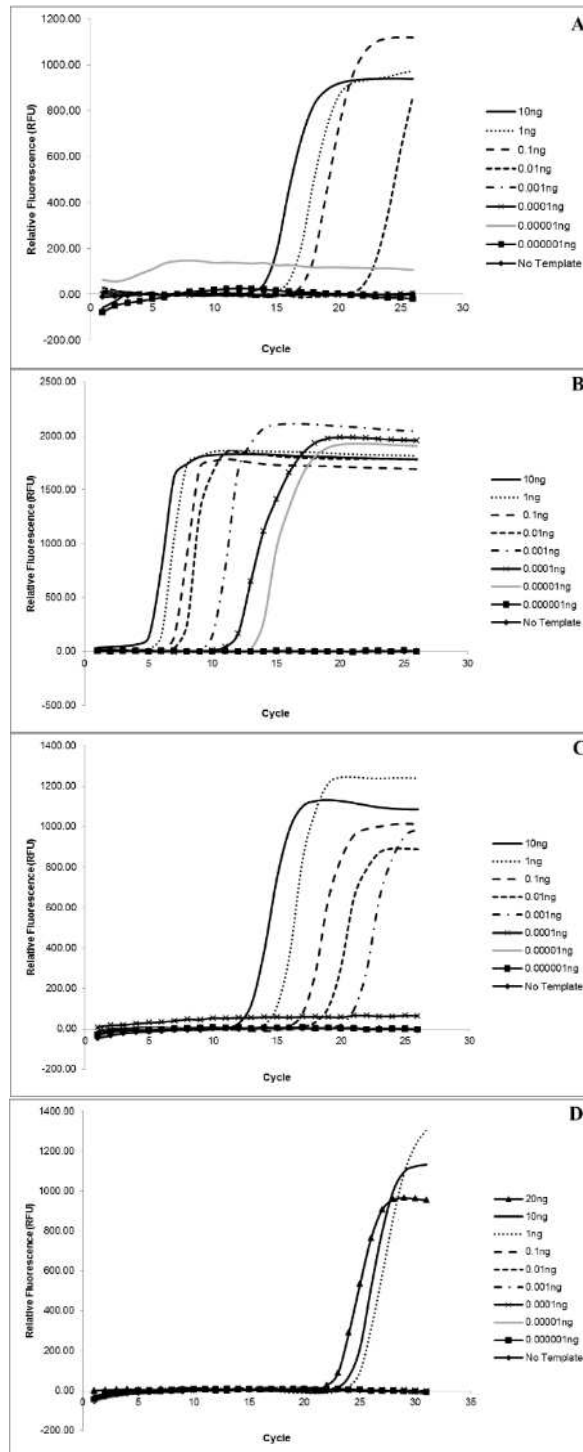 A
1200.00
1000.00
800.00
600.00
400.00
200.00
0.00
-200.00
0 5 10 15 20 25 30
Relative Fluorescence (RFU)
Cycle
10ng
1ng
0.1ng
0.01ng
0.001ng
0.0001ng
0.00001ng
0.000001ng
No Template
B
2500.00
2000.00
1500.00
1000.00
500.00
0.00
-500.00
0 5 10 15 20 25 30
Relative Fluorescence (RFU)
Cycle
10ng
1ng
0.1ng
0.01ng
0.001ng
0.0001ng
0.00001ng
0.000001ng
No Template
C
1400.00
1200.00
1000.00
800.00
600.00
400.00
200.00
0.00
-200.00
0 5 10 15 20 25 30
Relative Fluorescence (RFU)
Cycle
10ng
1ng
0.1ng
0.01ng
0.001ng
0.0001ng
0.00001ng
0.000001ng
No Template
D
1400.00
1200.00
1000.00
800.00
600.00
400.00
200.00
0.00
-200.00
0 5 10 15 20 25 30 35
Relative Fluorescence (RFU)
Cycle
20ng
10ng
1ng
0.1ng
0.01ng
0.001ng
0.0001ng
0.00001ng
0.000001ng
No Template